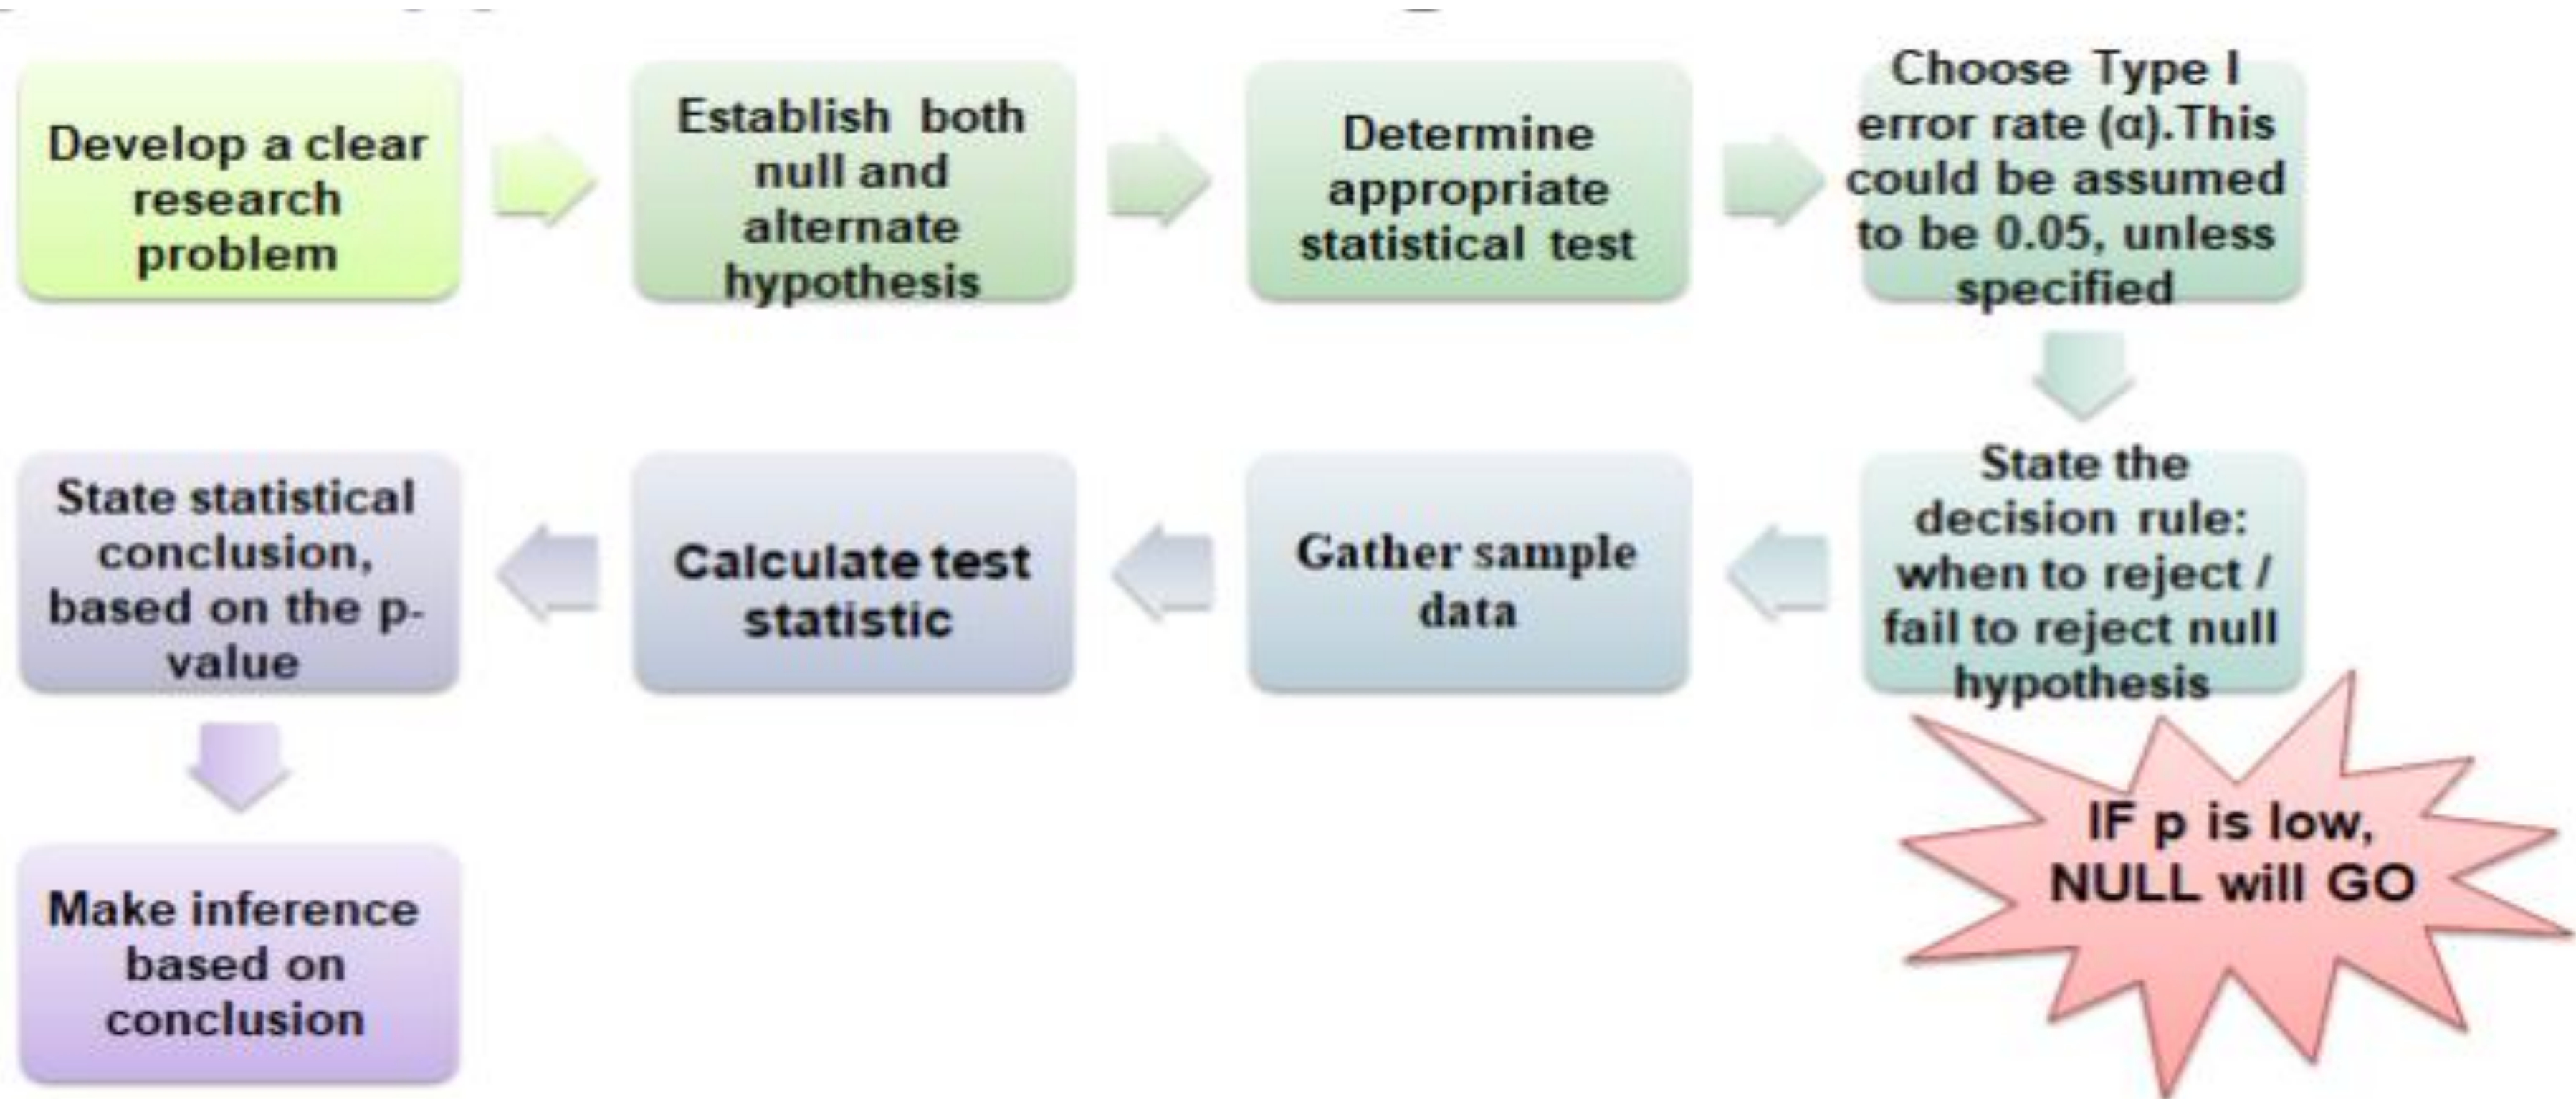 Develop a clear
research
problem
Establish both
null and
alternate
hypothesis
Determine
appropriate
statistical test
Choose Type I
error rate (α).This
could be assumed
to be 0.05, unless
specified
State the
decision rule:
when to reject /
fail to reject null
hypothesis
IF p is low,
NULL will GO
Gather sample
data
Calculate test
statistic
State statistical
conclusion,
based on the p-
value
Make inference
based on
conclusion